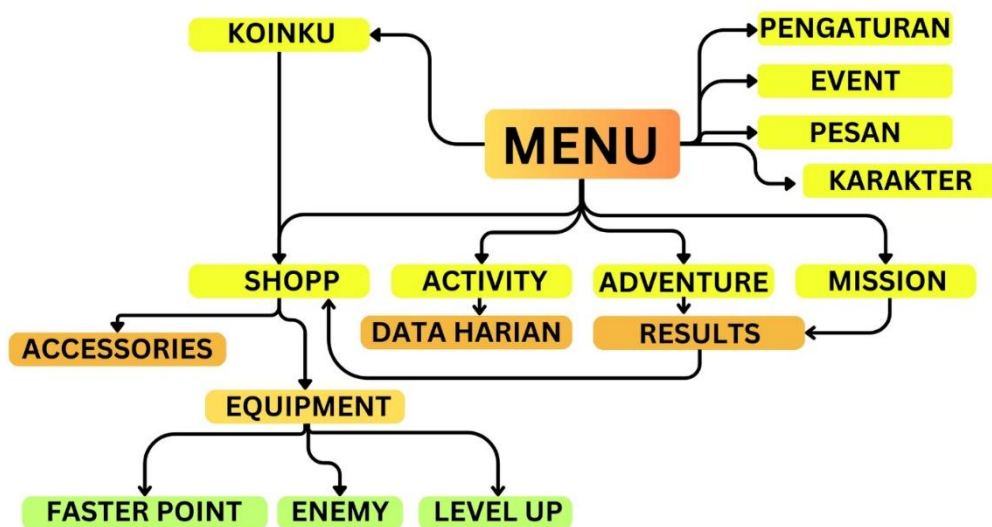 KOINKU
PENGATURAN
EVENT
MENU
PESAN
KARAKTER
SHOPP
ACTIVITY
ADVENTURE
MISSION
ACCESSORIES
DATA HARIAN
RESULTS
EQUIPMENT
FASTER POINT
ENEMY
LEVEL UP